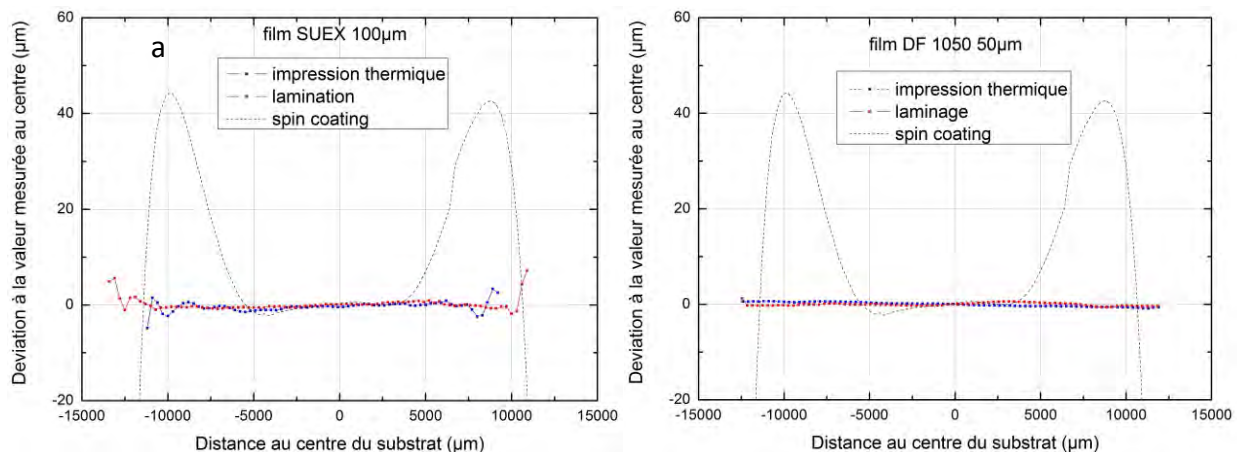 a
film SUEX 100µm
impression thermique
lamination
spin coating
Deviation à la valeur mesurée au centre (µm)
60
40
20
0
-20
-15000 -10000 -5000 0 5000 10000 15000
Distance au centre du substrat (µm)
film DF 1050 50µm
impression thermique
laminage
spin coating
Deviation à la valeur mesurée au centre (µm)
60
40
20
0
-20
-15000 -10000 -5000 0 5000 10000 15000
Distance au centre du substrat (µm)